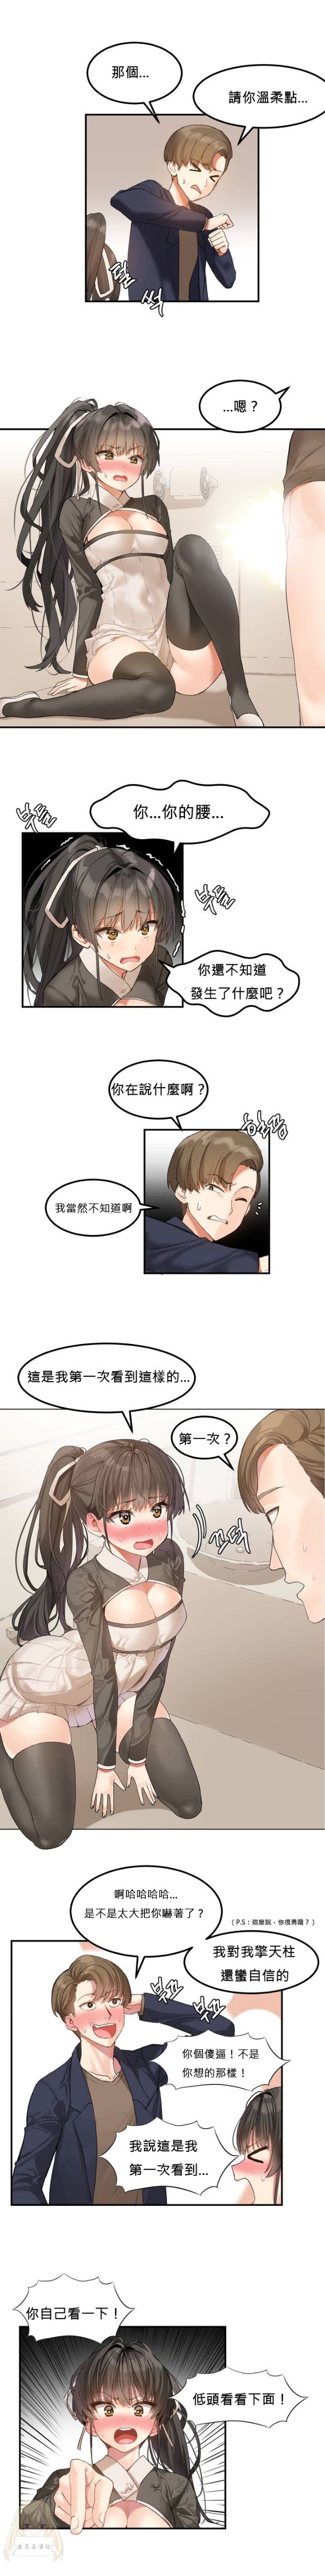 那個...
請你溫柔點...
...嗯？
你...你的腰...
你還不知道
發生了什麼吧？
你在說什麼啊？
我當然不知道啊
這是我第一次看到這樣的...
第一次？
啊哈哈哈哈...
是不是太大把你嚇著了？
（P.S：這麼說，你很勇哦？）
我對我擎天柱
還蠻自信的
你個傻逼！不是
你想的那樣！
我說這是我
第一次看到...
你自己看一下！
低頭看看下面！